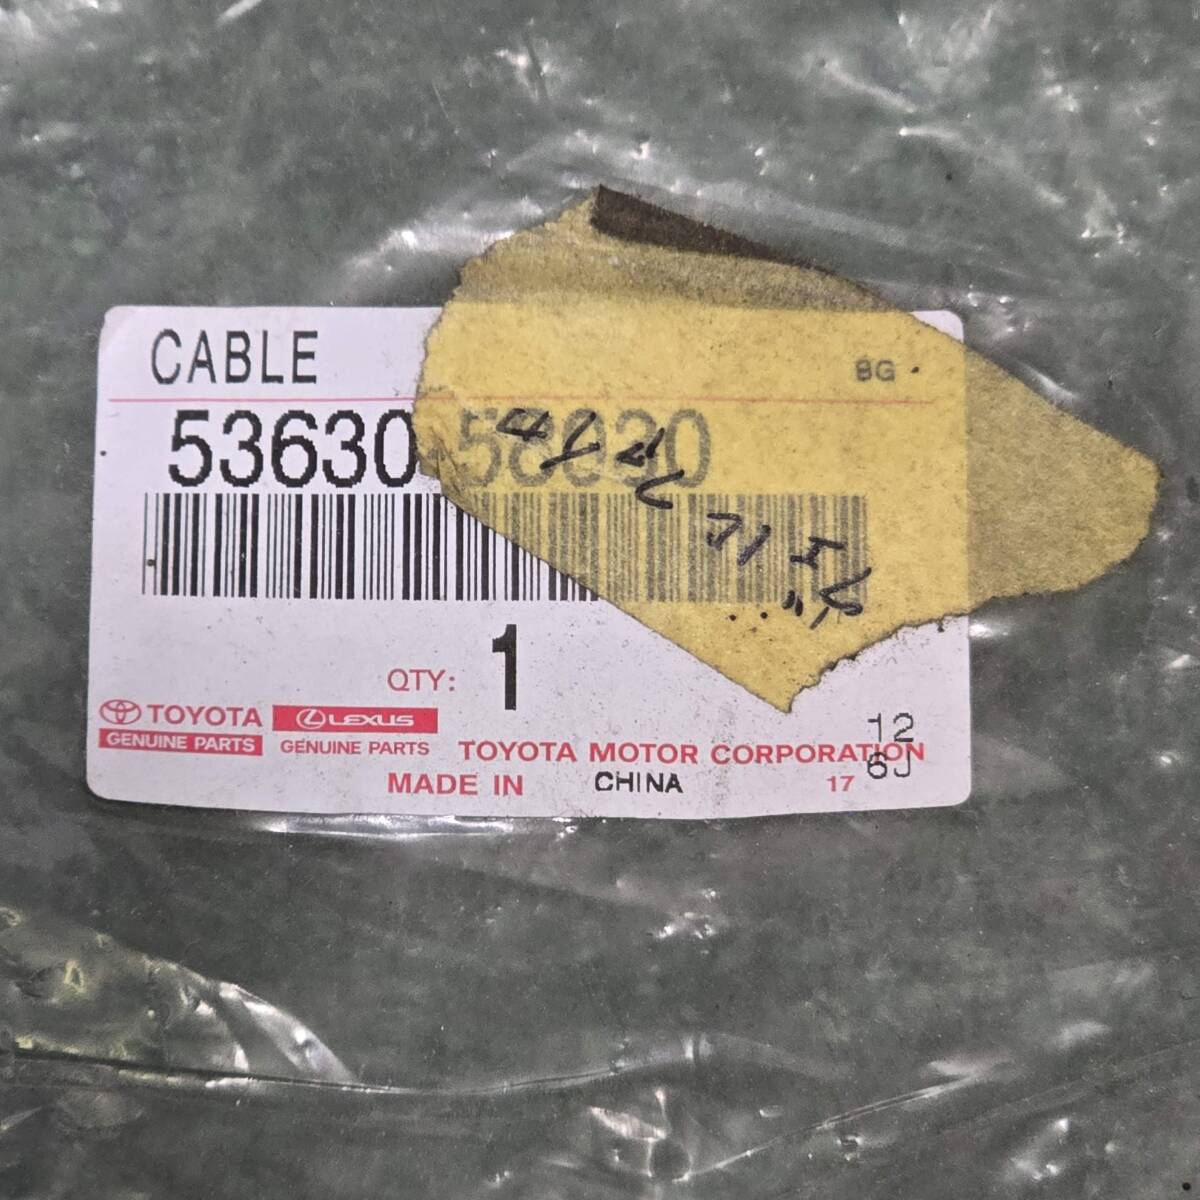 CABLE
BG
53630-58030
QTY: 1
TOYOTA
GENUINE PARTS
LEXUS
GENUINE PARTS
TOYOTA MOTOR CORPORATION
MADE IN CHINA
17
12
6J